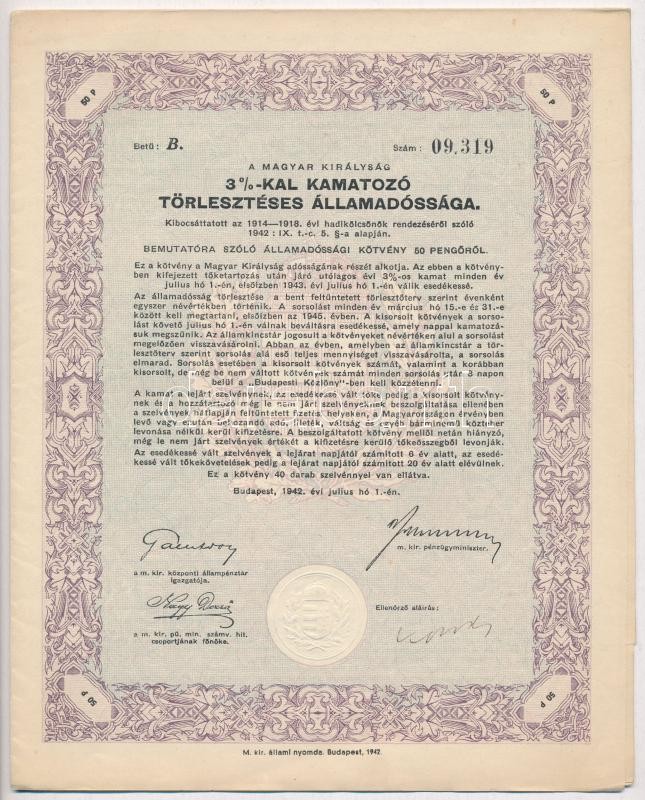 50 P
50 P
Betű: B.
Szám: 09.319
A MAGYAR KIRÁLYSÁG
3%-KAL KAMATOZÓ
TÖRLESZTÉSES ÁLLAMADÓSSÁGA.
Kibocsáttatott az 1914—1918. évi hadikölcsönök rendezéséről szóló
1942 : IX. t.-c. 5. §-a alapján.
BEMUTATÓRA SZÓLÓ ÁLLAMADÓSSÁGI KÖTVÉNY 50 PENGŐRŐL.
Ez a kötvény a Magyar Királyság adósságának részét alkotja. Az ebben a kötvény-
ben kifejezett tőketartozás után járó utólagos évi 3%-os kamat minden év
július hó 1.-én, elsőízben 1943. évi július hó 1.-én válik esedékessé.
Az államadósság törlesztése a bent feltüntetett törlesztőterv szerint évenként
egyszer névértékben történik. A sorsolást minden év március hó 15.-e és 31.-e
között kell megtartani, elsőízben az 1945. évben. A kisorsolt kötvények a sorso-
lást követő július hó 1.-én válnak beváltásra esedékessé, amely nappal kamatozá-
suk megszűnik. Az államkincstár jogosult a kötvényeket névértéken alul a sorsolást
megelőzően visszavásárolni. Abban az évben, amelyben az államkincstár a tör-
lesztőterv szerint sorsolás alá eső teljes mennyiséget visszavásárolta, a sorsolás
elmarad. Sorsolás esetében a kisorsolt kötvények számát, valamint a korábban
kisorsolt, de még be nem váltott kötvények számát minden sorsolás után 3 napon
belül a „Budapesti Közlöny"-ben kell közzétenni.
A kamat a lejárt szelvénynek, az esedékessé vált tőke pedig a kisorsolt kötvény-
nek és a hozzátartozó még le nem járt szelvényeknek beszolgáltatása ellenében
a szelvények hátlapján feltüntetett fizetési helyeken, a Magyarországon érvényben
levő vagy ezután behozandó adó, illeték, váltság és egyéb bárminemű közteher
levonása nélkül kerül kifizetésre. A beszolgáltatott kötvény mellől netán hiányzó,
még le nem járt szelvények értékét a kifizetésre kerülő tőkeösszegből levonják.
Az esedékessé vált szelvények a lejárat napjától számított 6 év alatt, az esedé-
kessé vált tőkekövetelések pedig a lejárat napjától számított 20 év alatt elévülnek.
Ez a kötvény 40 darab szelvénnyel van ellátva.
Budapest, 1942. évi július hó 1.-én.
a m. kir. központi állampénztár
igazgatója.
m. kir. pénzügyminiszter.
Nagy Dezső
a m. kir. pü. min. számv. hit.
csoportjának főnöke.
Ellenőrző aláírás:
50 P
50 P
M. kir. állami nyomda. Budapest, 1942.